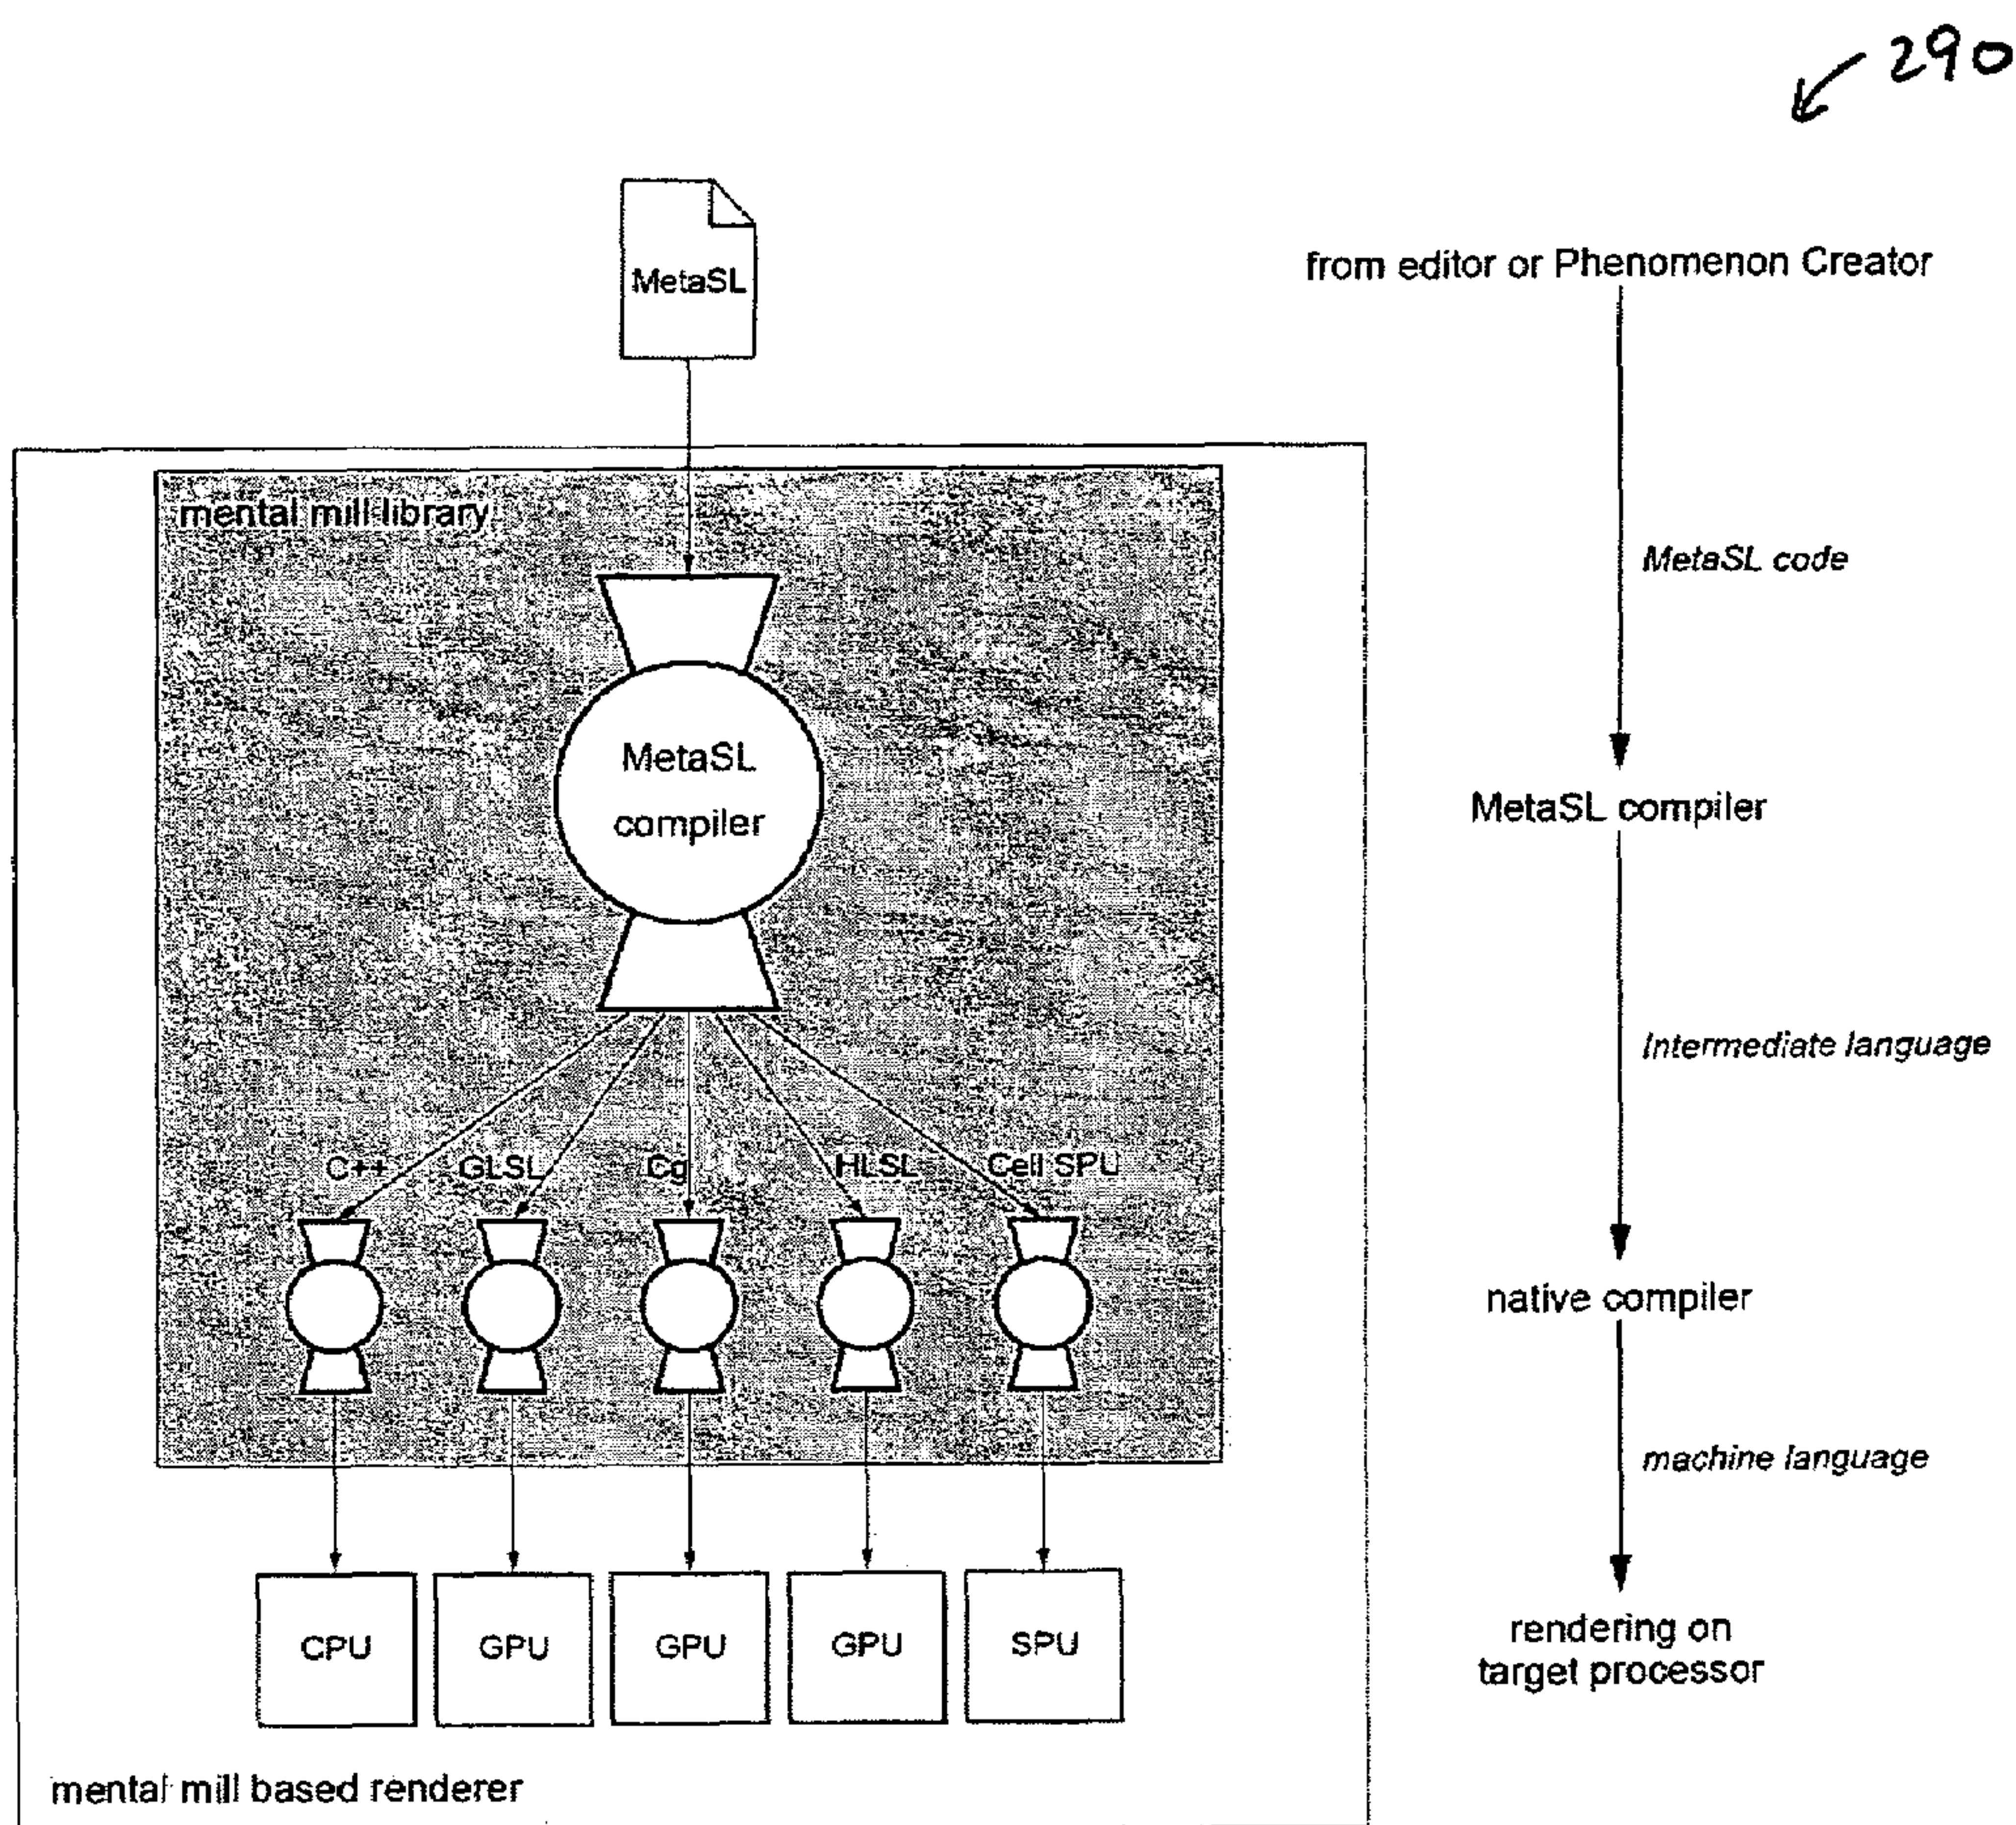 290
MetaSL
from editor or Phenomenon Creator
mental mill library
MetaSL code
MetaSL
compiler
MetaSL compiler
Intermediate language
C++ GLSL Cg HLSL Cell SPU
native compiler
machine language
CPU GPU GPU GPU SPU
rendering on
target processor
mental mill based renderer